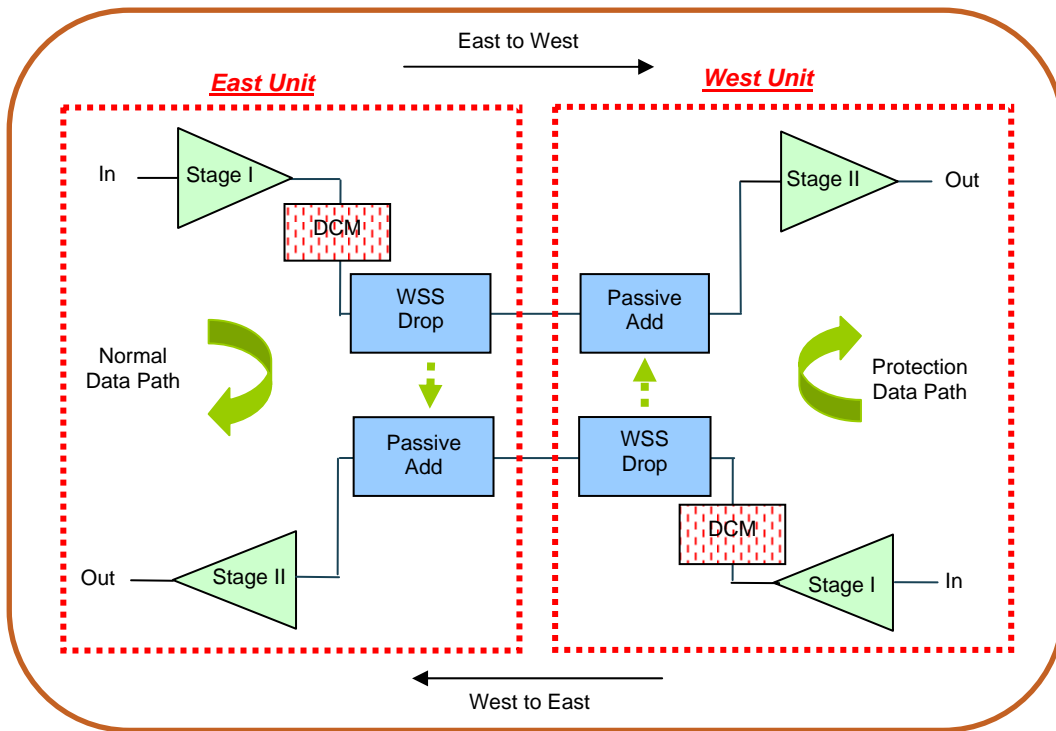 East to West
East Unit
West Unit
In
Stage I
Stage II
Out
DCM
WSS
Drop
Passive
Add
Normal
Data Path
Protection
Data Path
Passive
Add
WSS
Drop
DCM
Out
Stage II
Stage I
In
West to East